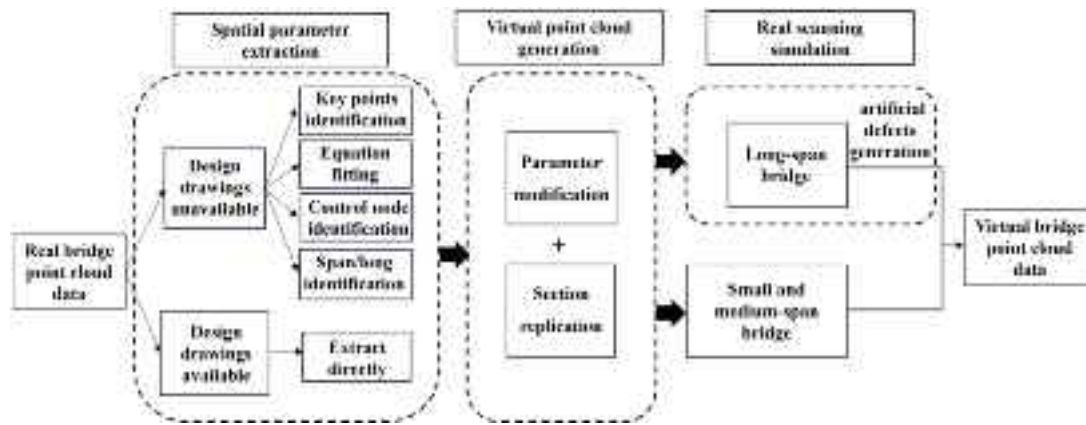 Spatial parameter
extraction
Virtual point cloud
generation
Real scanning
simulation
Key points
identification
Equation
fitting
Control node
identification
Span/long
identification
Design
drawings
unavailable
Real bridge
point cloud
data
Design
drawings
available
Extract
directly
Parameter
modification
+
Section
replication
artificial
defects
generation
Long-span
bridge
Small and
medium-span
bridge
Virtual bridge
point cloud
data